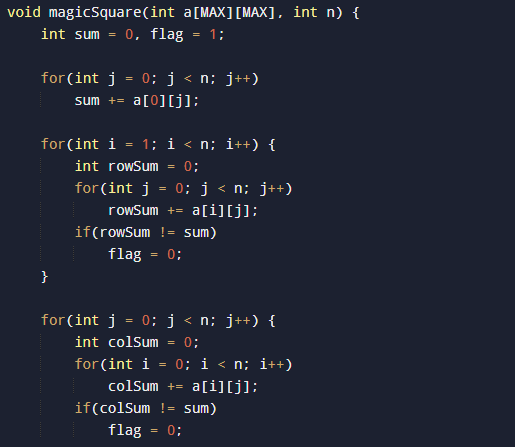 void magicSquare(int a[MAX][MAX], int n) {
    int sum = 0, flag = 1;

    for(int j = 0; j < n; j++)
        sum += a[0][j];

    for(int i = 1; i < n; i++) {
        int rowSum = 0;
        for(int j = 0; j < n; j++)
            rowSum += a[i][j];
        if(rowSum != sum)
            flag = 0;
    }

    for(int j = 0; j < n; j++) {
        int colSum = 0;
        for(int i = 0; i < n; i++)
            colSum += a[i][j];
        if(colSum != sum)
            flag = 0;